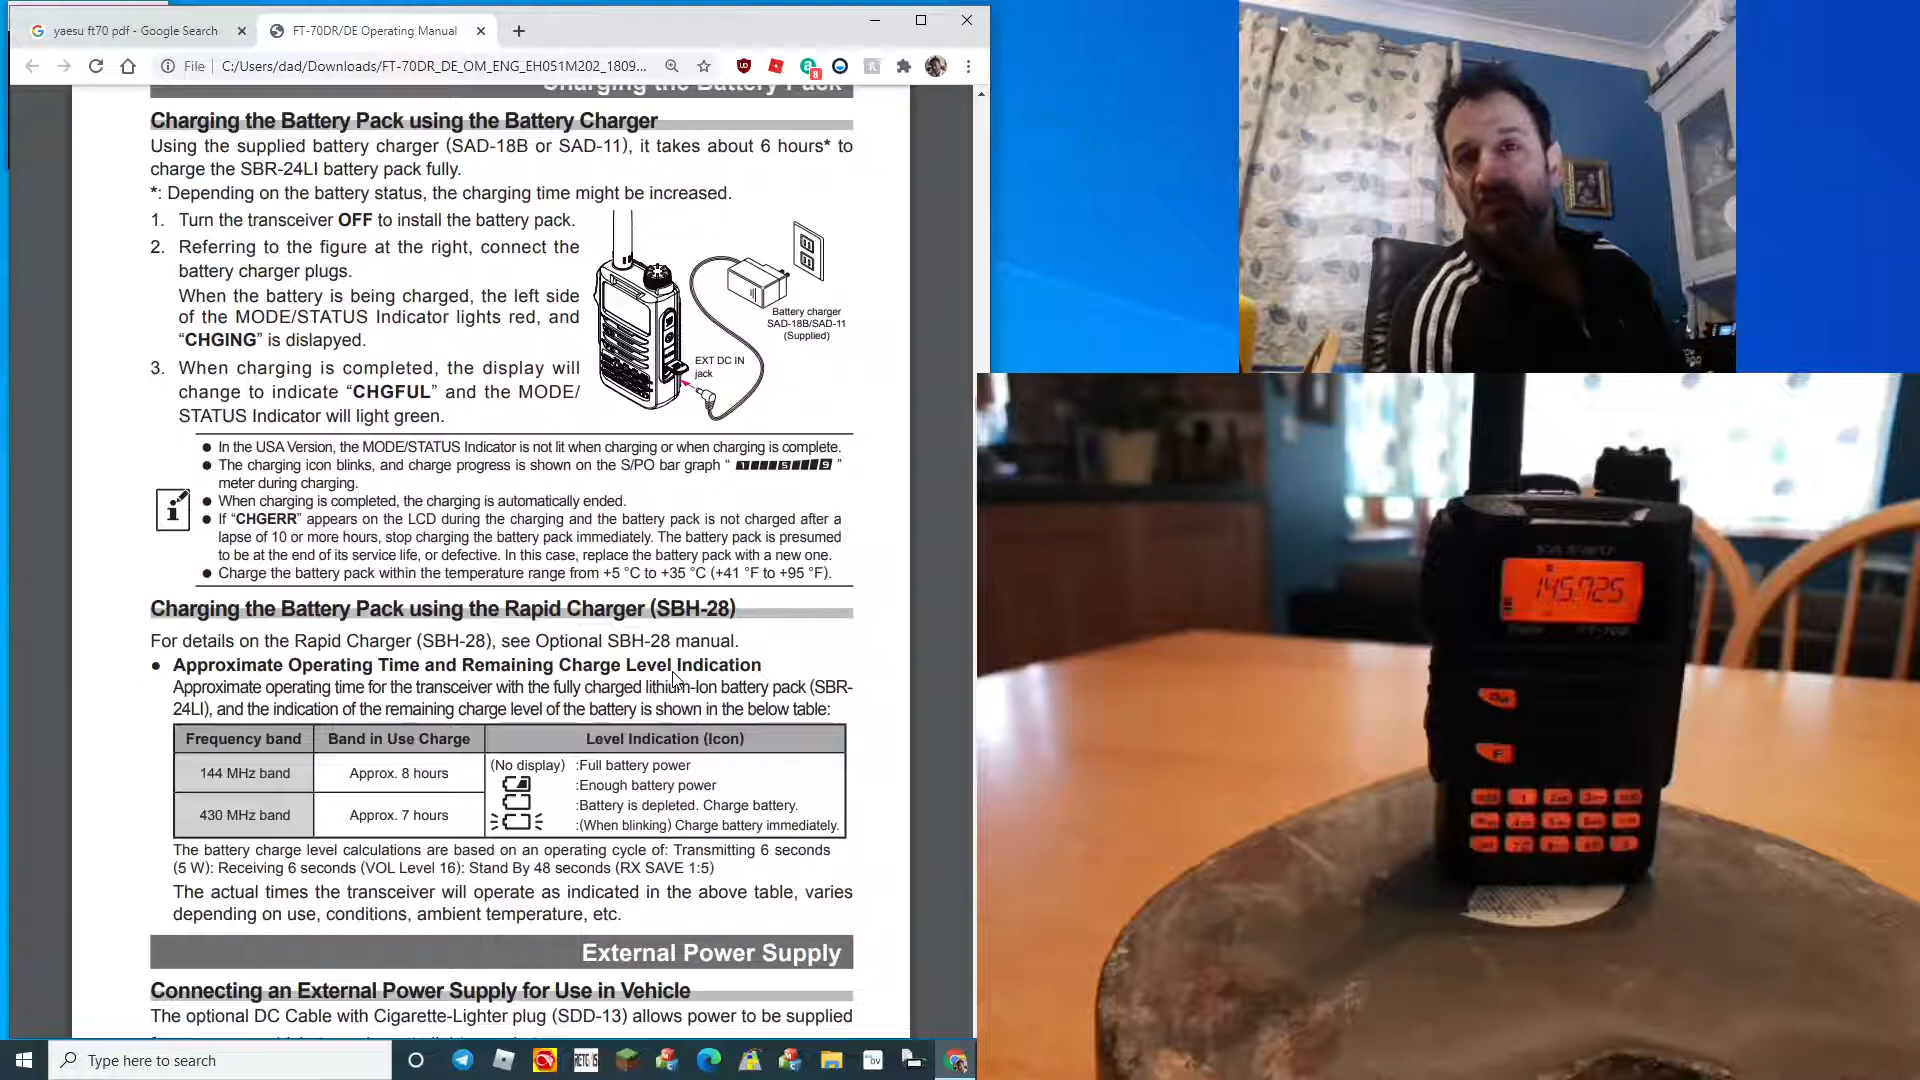 yaesu ft70 pdf - Google Search
FT-70DR/DE Operating Manual
File
C:/Users/dad/Downloads/FT-70DR_DE_OM_ENG_EH051M202_1809...
8
Charging the Battery Pack
Charging the Battery Pack using the Battery Charger
Using the supplied battery charger (SAD-18B or SAD-11), it takes about 6 hours* to
charge the SBR-24LI battery pack fully.
*: Depending on the battery status, the charging time might be increased.
1. Turn the transceiver OFF to install the battery pack.
2. Referring to the figure at the right, connect the
battery charger plugs.
When the battery is being charged, the left side
of the MODE/STATUS Indicator lights red, and
“CHGING” is dislapyed.
3. When charging is completed, the display will
change to indicate “CHGFUL” and the MODE/
STATUS Indicator will light green.
Battery charger
SAD-18B/SAD-11
(Supplied)
EXT DC IN
jack
● In the USA Version, the MODE/STATUS Indicator is not lit when charging or when charging is complete.
● The charging icon blinks, and charge progress is shown on the S/PO bar graph “ 1 5 9 ”
meter during charging.
● When charging is completed, the charging is automatically ended.
● If “CHGERR” appears on the LCD during the charging and the battery pack is not charged after a
lapse of 10 or more hours, stop charging the battery pack immediately. The battery pack is presumed
to be at the end of its service life, or defective. In this case, replace the battery pack with a new one.
● Charge the battery pack within the temperature range from +5 °C to +35 °C (+41 °F to +95 °F).
Charging the Battery Pack using the Rapid Charger (SBH-28)
For details on the Rapid Charger (SBH-28), see Optional SBH-28 manual.
● Approximate Operating Time and Remaining Charge Level Indication
Approximate operating time for the transceiver with the fully charged lithium-Ion battery pack (SBR-
24LI), and the indication of the remaining charge level of the battery is shown in the below table:
Frequency band Band in Use Charge Level Indication (Icon)
144 MHz band Approx. 8 hours
430 MHz band Approx. 7 hours
(No display) :Full battery power
:Enough battery power
:Battery is depleted. Charge battery.
:(When blinking) Charge battery immediately.
The battery charge level calculations are based on an operating cycle of: Transmitting 6 seconds
(5 W): Receiving 6 seconds (VOL Level 16): Stand By 48 seconds (RX SAVE 1:5)
The actual times the transceiver will operate as indicated in the above table, varies
depending on use, conditions, ambient temperature, etc.
External Power Supply
Connecting an External Power Supply for Use in Vehicle
The optional DC Cable with Cigarette-Lighter plug (SDD-13) allows power to be supplied
Type here to search
YAESU
145.725